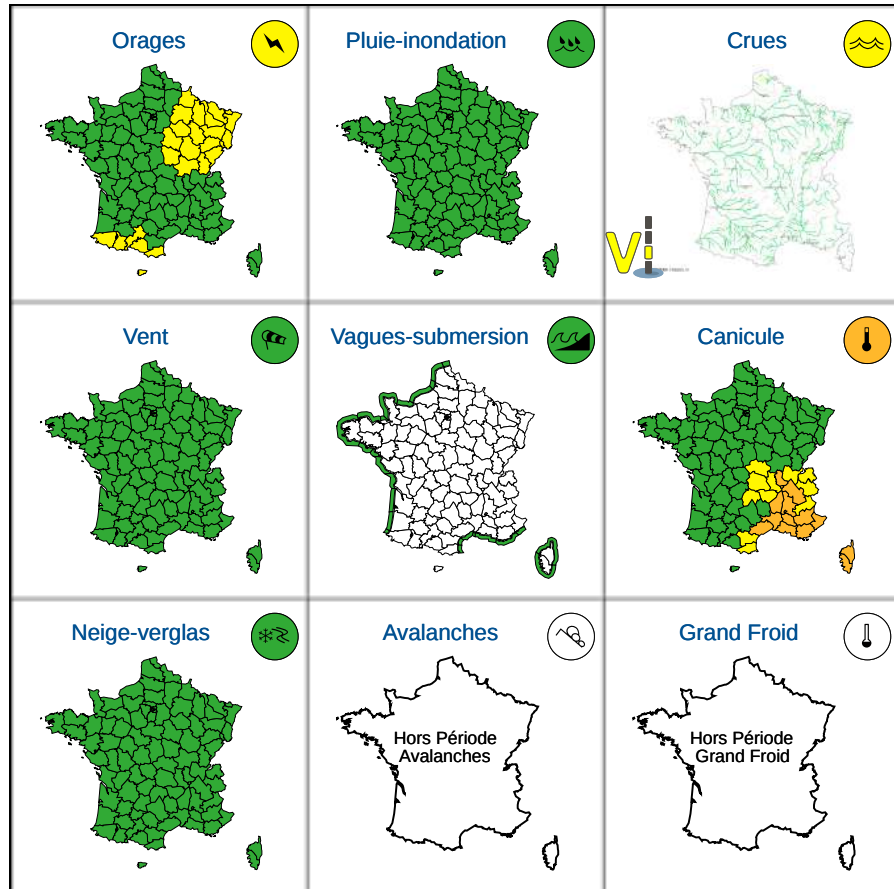 Orages
Pluie-inondation
Crues
Vi
Vent
Vagues-submersion
Canicule
Neige-verglas
Avalanches
Grand Froid
Hors Période
Avalanches
Hors Période
Grand Froid